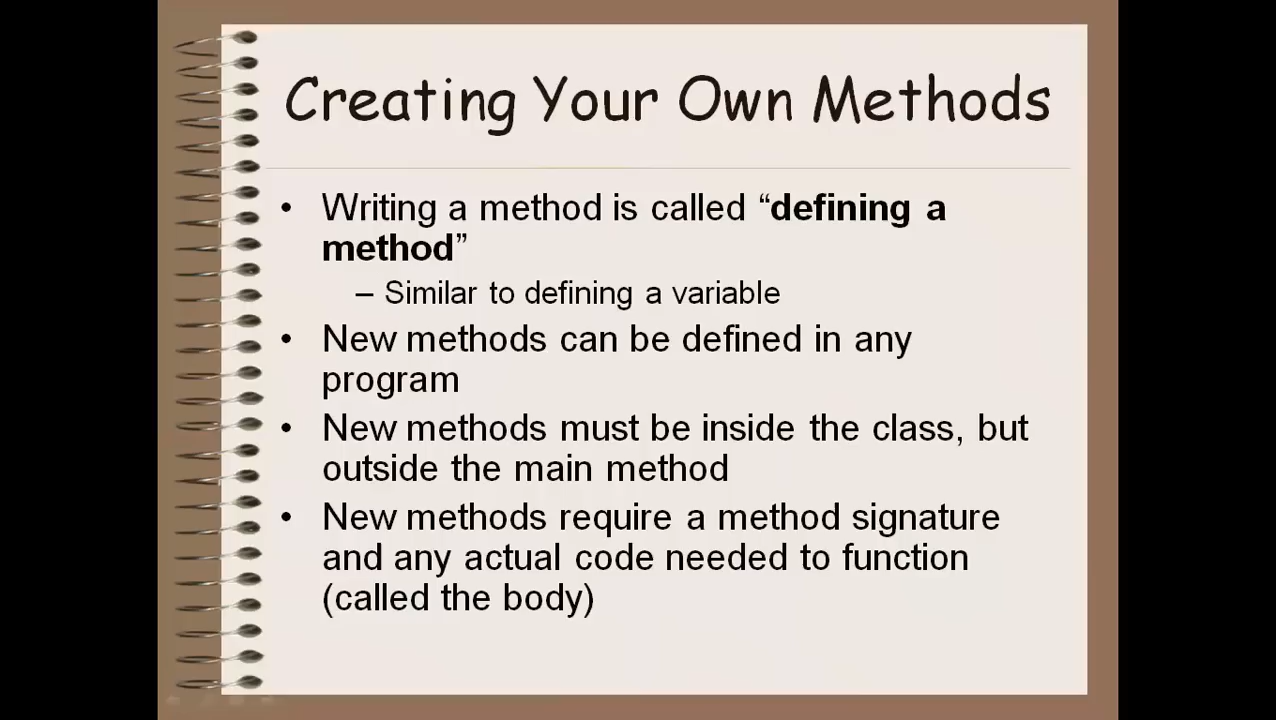 Creating Your Own Methods
• Writing a method is called “defining a
method”
– Similar to defining a variable
• New methods can be defined in any
program
• New methods must be inside the class, but
outside the main method
• New methods require a method signature
and any actual code needed to function
(called the body)